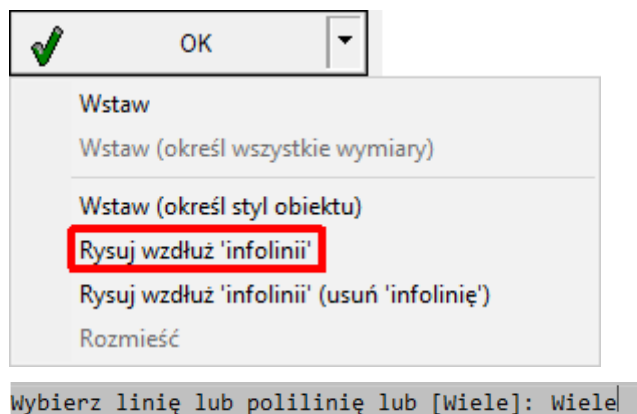 OK
Wstaw
Wstaw (określ wszystkie wymiary)
Wstaw (określ styl obiektu)
Rysuj wzdłuż 'infolinii'
Rysuj wzdłuż 'infolinii' (usuń 'infolinię')
Rozmieść
Wybierz linię lub polilinię lub [Wiele]: Wiele